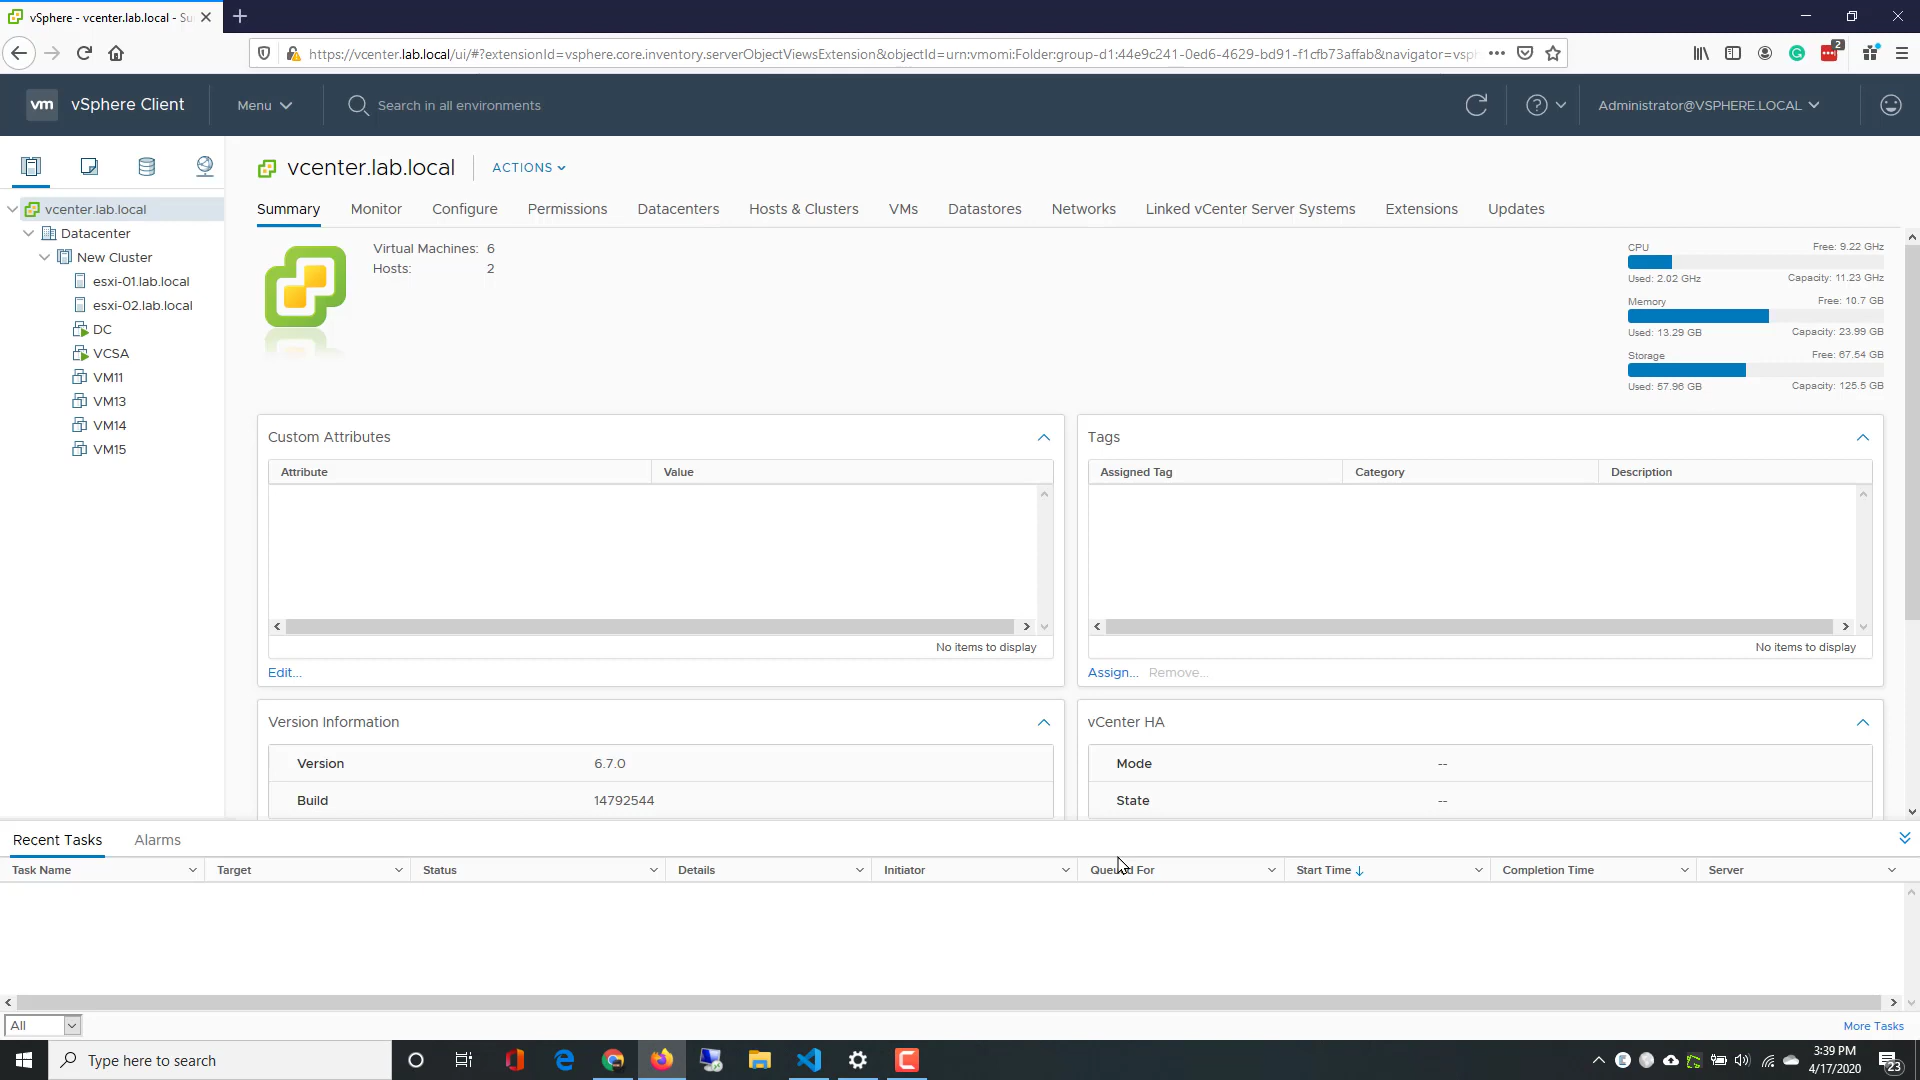 vSphere - vcenter.lab.local - Su
https://vcenter.lab.local/ui/#?extensionId=vsphere.core.inventory.serverObjectViewsExtension&objectId=urn:vmomi:Folder:group-d1:44e9c241-0ed6-4629-bd91-f1cfb73affab&navigator=vsp
2
vm vSphere Client Menu Search in all environments Administrator@VSPHERE.LOCAL
vcenter.lab.local ACTIONS
Summary Monitor Configure Permissions Datacenters Hosts & Clusters VMs Datastores Networks Linked vCenter Server Systems Extensions Updates
vcenter.lab.local
Datacenter
New Cluster
esxi-01.lab.local
esxi-02.lab.local
DC
VCSA
VM11
VM13
VM14
VM15
Virtual Machines: 6
Hosts: 2
CPU Free: 9.22 GHz
Used: 2.02 GHz Capacity: 11.23 GHz
Memory Free: 10.7 GB
Used: 13.29 GB Capacity: 23.99 GB
Storage Free: 67.54 GB
Used: 57.96 GB Capacity: 125.5 GB
Custom Attributes
Attribute Value
No items to display
Edit...
Tags
Assigned Tag Category Description
No items to display
Assign... Remove...
Version Information
Version 6.7.0
Build 14792544
vCenter HA
Mode --
State --
Recent Tasks Alarms
Task Name Target Status Details Initiator Queued For Start Time Completion Time Server
All More Tasks
Type here to search
3:39 PM
4/17/2020
23